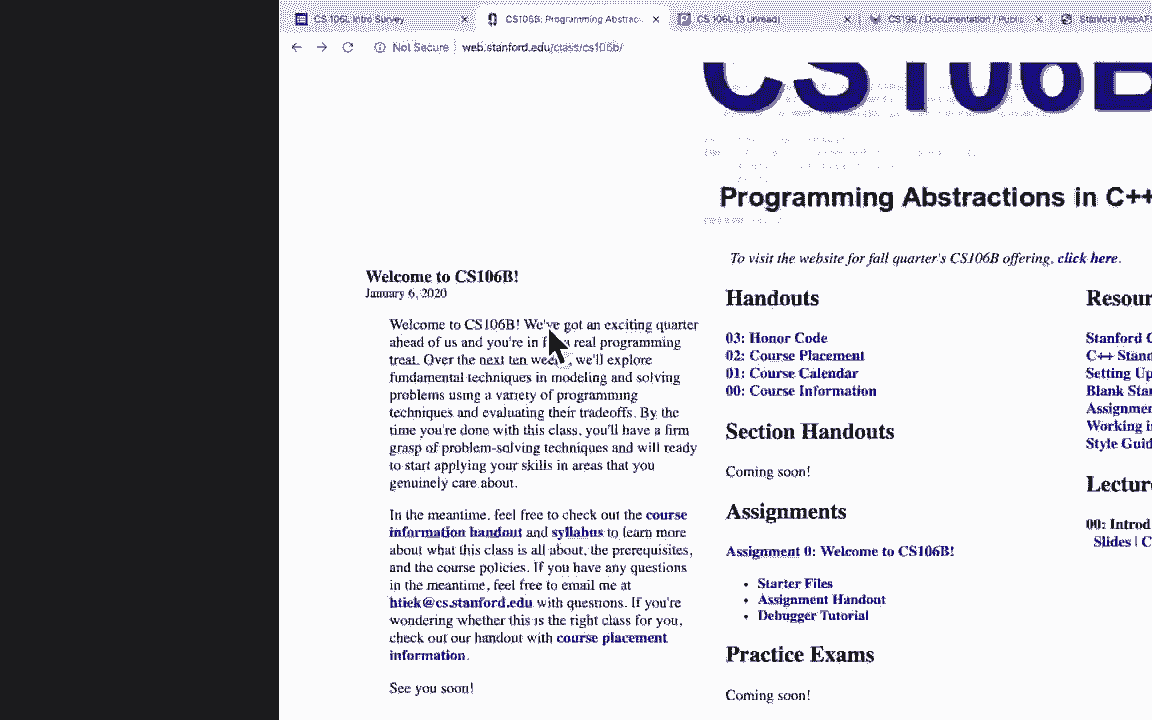 CS 106L Intro Survey
CS106B: Programming Abstrac
CS 106L (3 unread)
CS198 / Documentation / Public
Stanford WebAFS
Not Secure
web.stanford.edu/class/cs106b/
CS106B
Programming Abstractions in C++
To visit the website for fall quarter's CS106B offering, click here.
Welcome to CS106B!
January 6, 2020
Welcome to CS106B! We've got an exciting quarter
ahead of us and you're in real programming
treat. Over the next ten we'll explore
fundamental techniques in modeling and solving
problems using a variety of programming
techniques and evaluating their tradeoffs. By the
time you're done with this class, you'll have a firm
grasp of problem-solving techniques and will ready
to start applying your skills in areas that you
genuinely care about.
In the meantime, feel free to check out the course
information handout and syllabus to learn more
about what this class is all about, the prerequisites,
and the course policies. If you have any questions
in the meantime, feel free to email me at
htiek@cs.stanford.edu with questions. If you're
wondering whether this is the right class for you,
check out our handout with course placement
information.
See you soon!
Handouts
03: Honor Code
02: Course Placement
01: Course Calendar
00: Course Information
Section Handouts
Coming soon!
Assignments
Assignment 0: Welcome to CS106B!
• Starter Files
• Assignment Handout
• Debugger Tutorial
Practice Exams
Coming soon!
Resour
Stanford C
C++ Stand
Setting Up
Blank Sta
Assignmen
Working i
Style Guid
Lectur
00: Introd
Slides | C